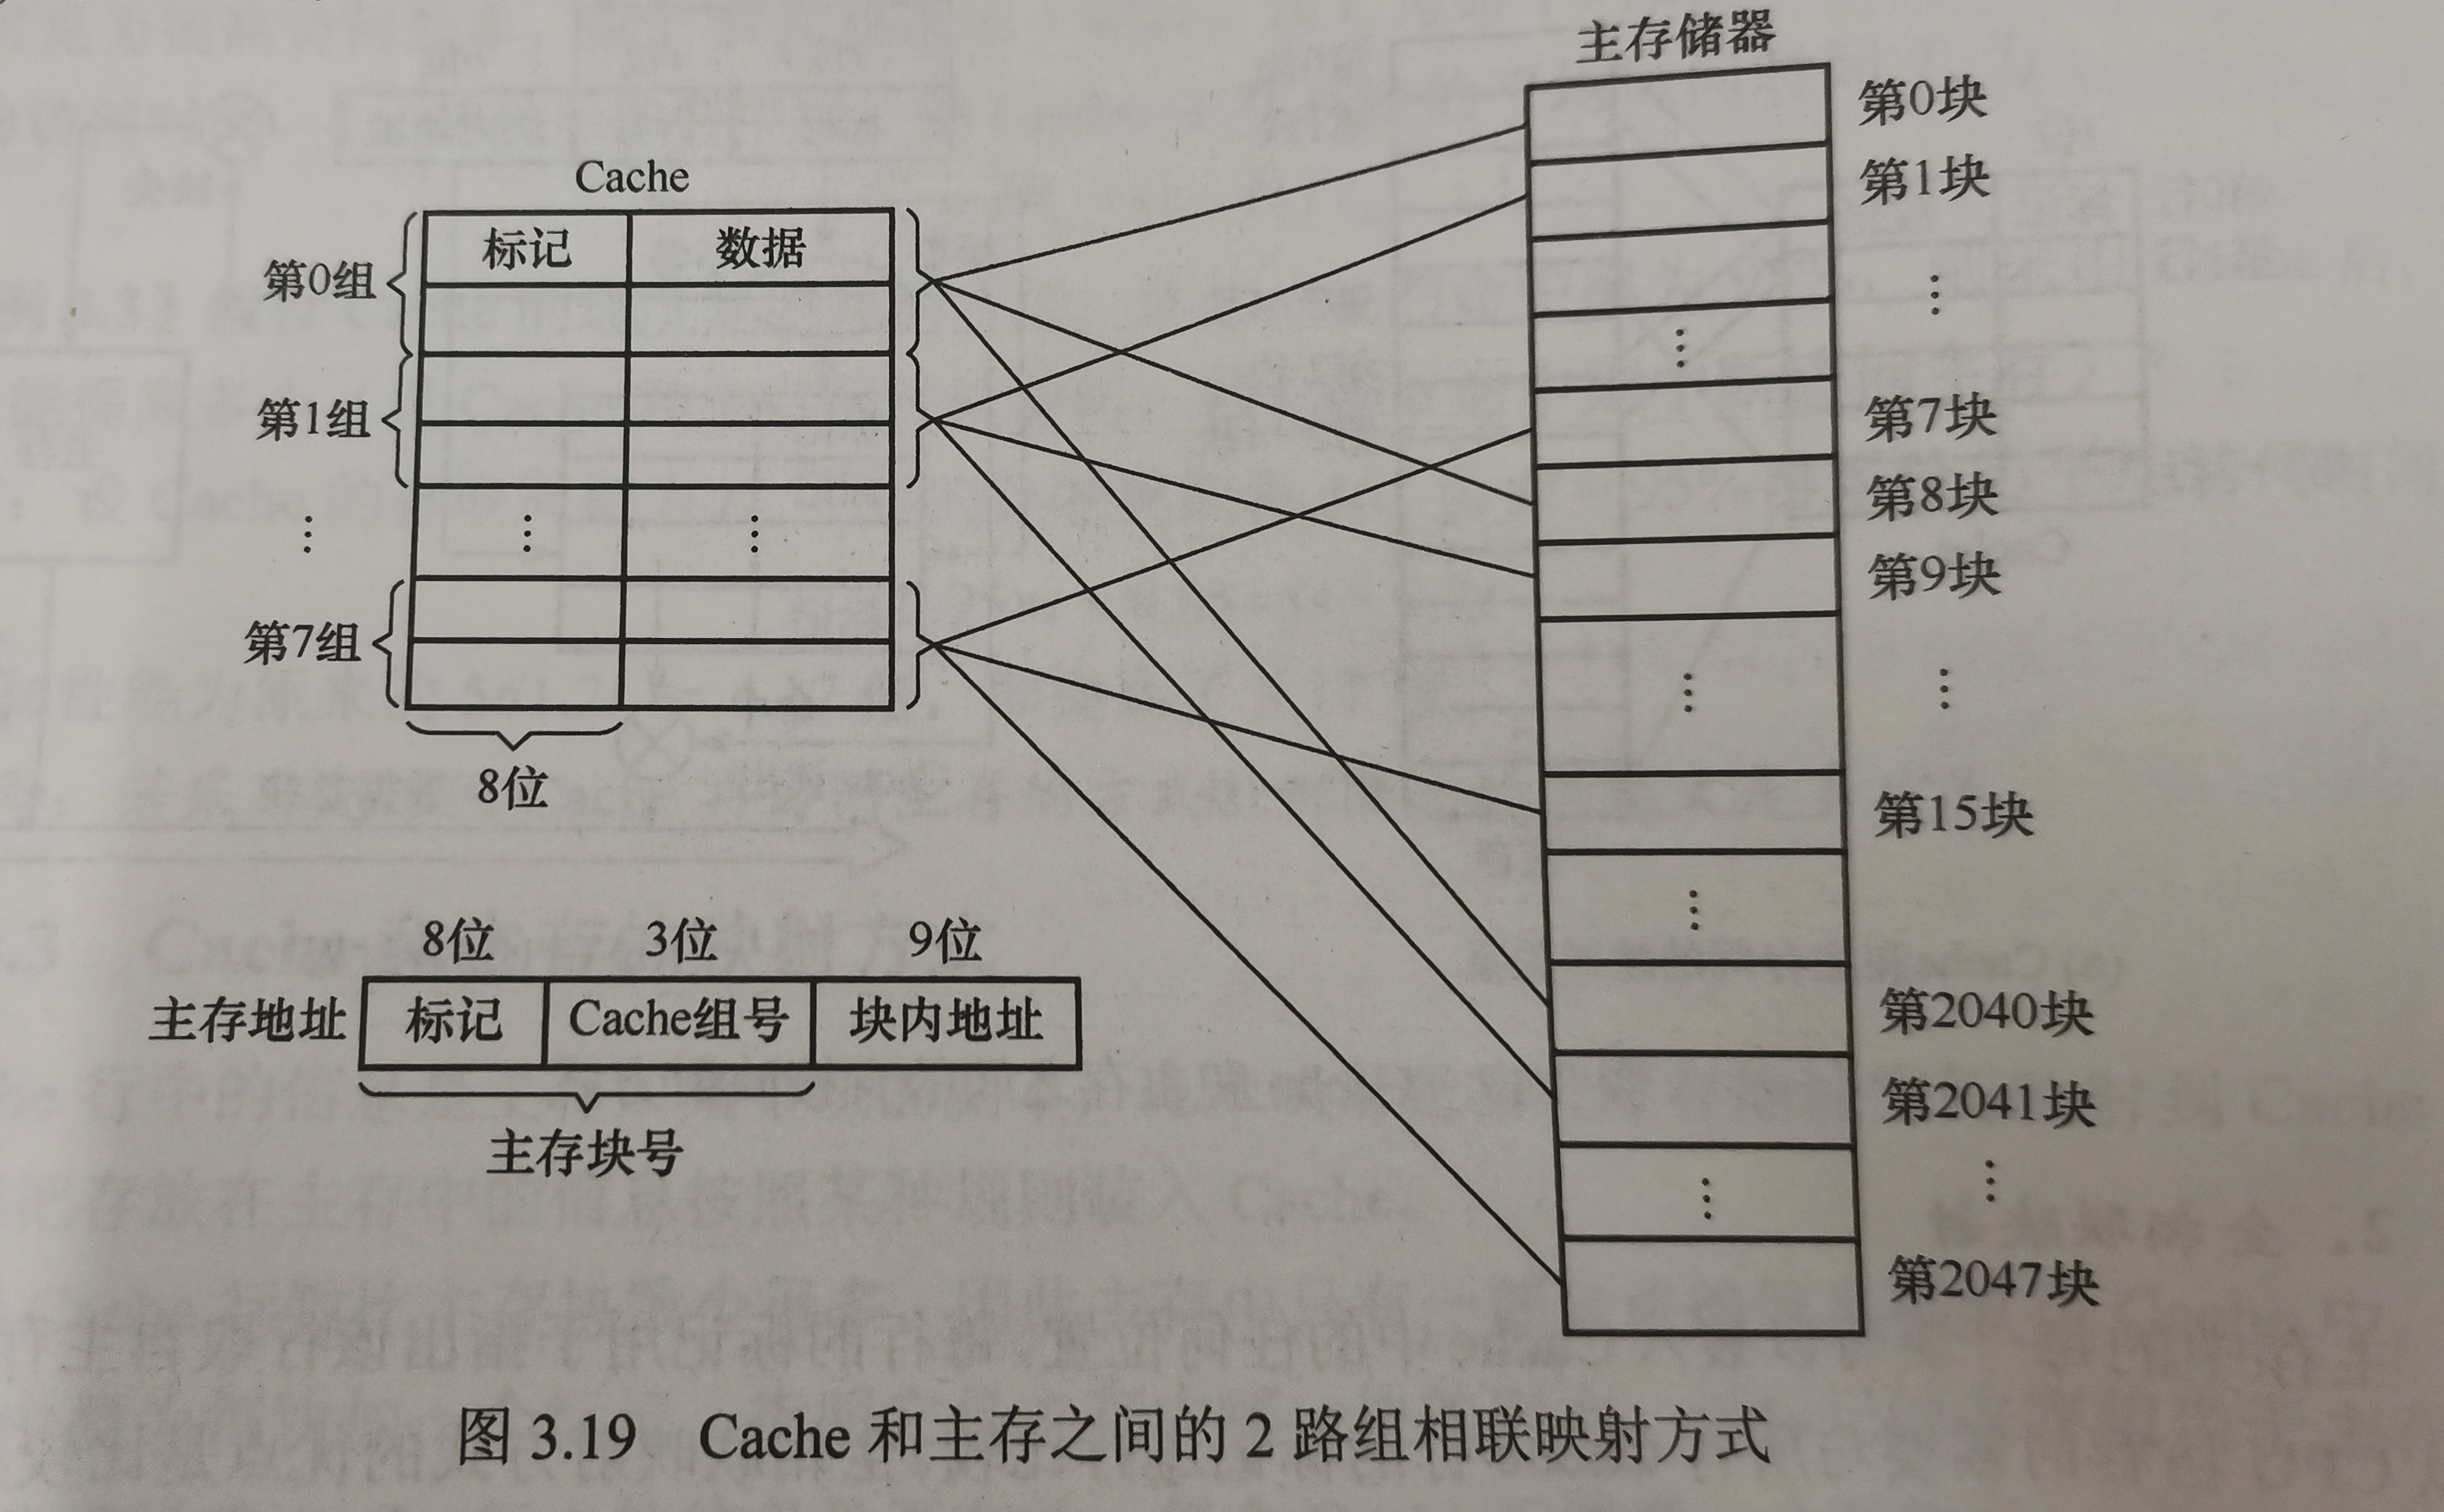 主存储器
第0块
第1块
⋮
⋮
第7块
第8块
第9块
⋮
⋮
第15块
⋮
第2040块
第2041块
⋮
⋮
第2047块
Cache
标记 数据
第0组
第1组
⋮ ⋮ ⋮
第7组
8位
8位 3位 9位
主存地址 标记 Cache组号 块内地址
主存块号
图 3.19 Cache 和主存之间的 2 路组相联映射方式